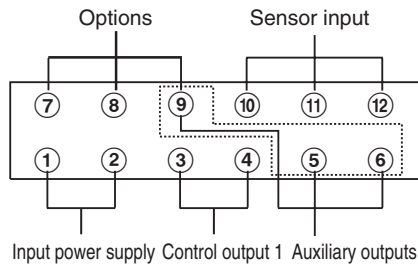 Options Sensor input
7 8 9 10 11 12
1 2 3 4 5 6
Input power supply Control output 1 Auxiliary outputs